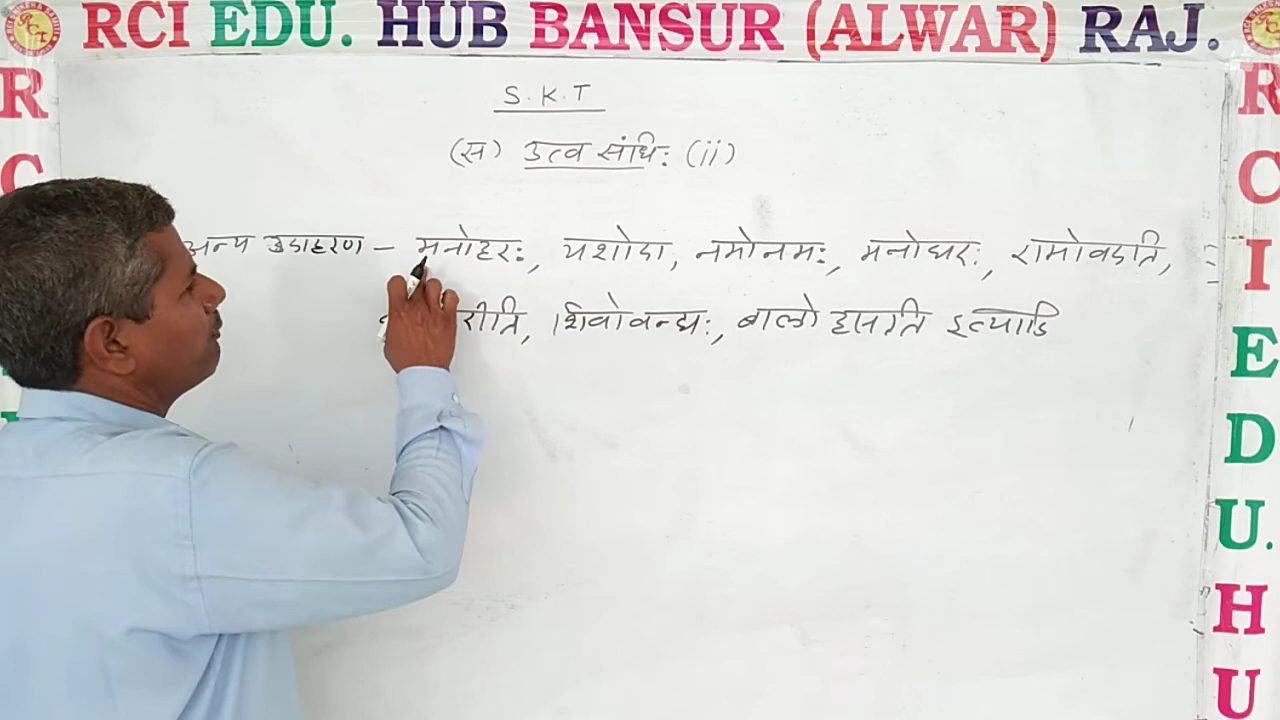 RCI EDU. HUB BANSUR (ALWAR) RAJ.
S.K.T
(स) उत्व संधि: (ii)
अन्य उदाहरण – मनोहर:, यशोदा, नमोनम:, मनोघर:, रामोवदति,
शिवोवन्द्य:, बालो हसति इत्यादि
R
C
R
C
I
E
D
U.
H
U